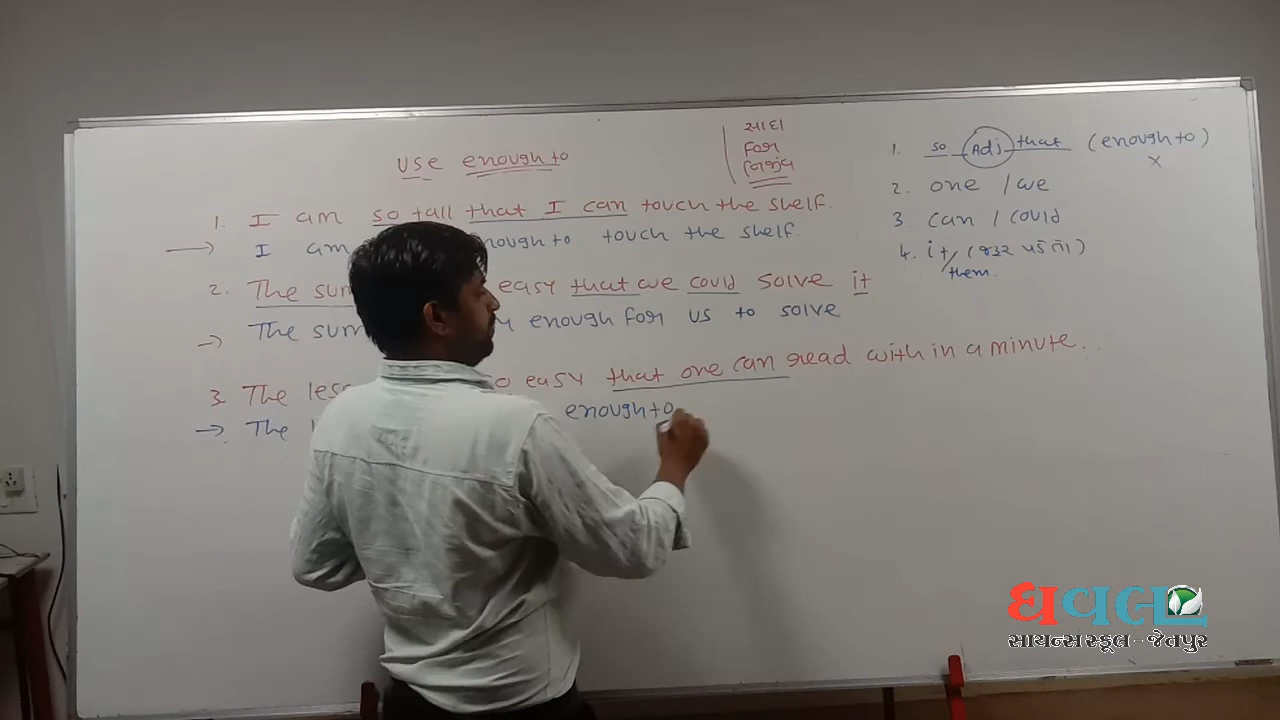 use enough to
સાદા
For
નિર્જીવ
1. I am so tall that I can touch the shelf.
→ I am enough to touch the shelf.
2. The sum easy that we could solve it
→ The sum enough for us to solve
3. The less so easy that one can read with in a minute.
→ The enough to
1. so Adj that (enough to)
x
2. one / we
3 can / could
4. it / (જરૂર પડે તો)
them.
ધવલ
સાયન્સ સ્કૂલ - જેતપુર